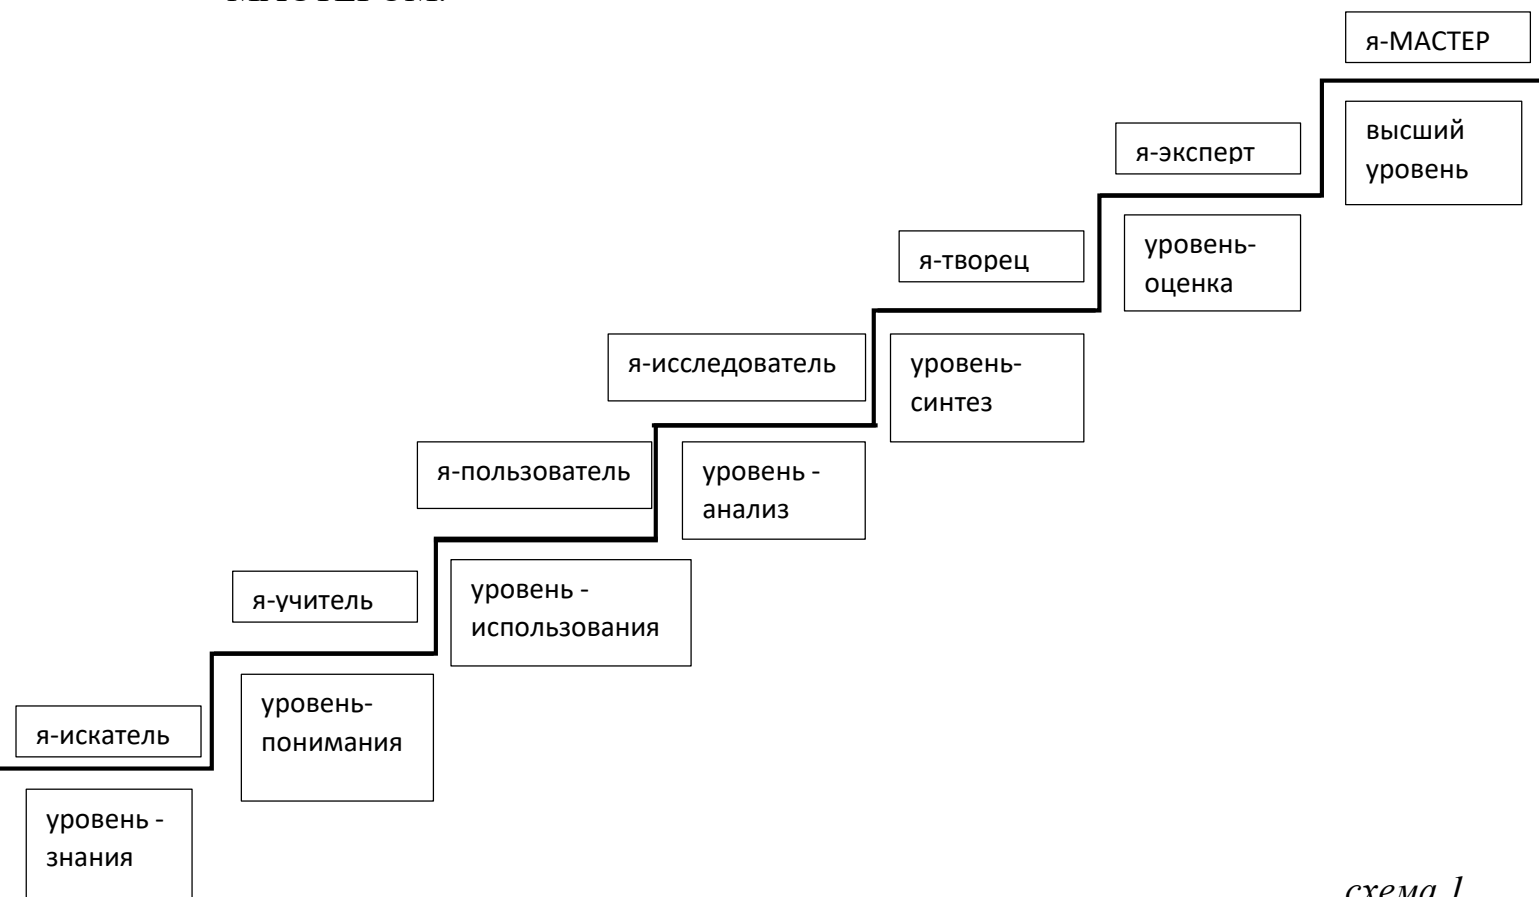 МАСТЕРОМ.
я-МАСТЕР
высший
уровень
я-эксперт
уровень-
оценка
я-творец
уровень-
синтез
я-исследователь
уровень -
анализ
я-пользователь
уровень -
использования
я-учитель
уровень-
понимания
я-искатель
уровень -
знания
схема 1